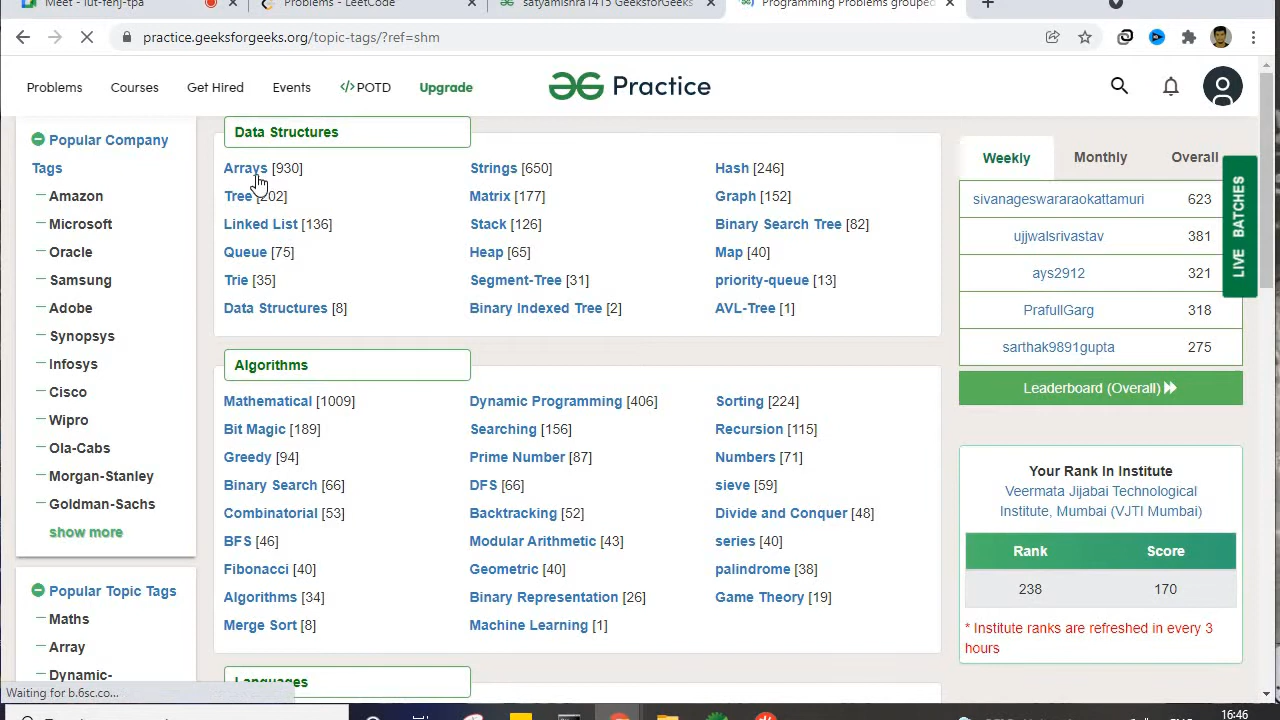 Meet - iut-fenj-tpa
Problems - LeetCode
satyamishra1415 GeeksforGeeks
Programming Problems grouped
practice.geeksforgeeks.org/topic-tags/?ref=shm
Problems
Courses
Get Hired
Events
</>POTD
Upgrade
Practice
Popular Company
Tags
Amazon
Microsoft
Oracle
Samsung
Adobe
Synopsys
Infosys
Cisco
Wipro
Ola-Cabs
Morgan-Stanley
Goldman-Sachs
show more
Popular Topic Tags
Maths
Array
Dynamic-
Waiting for b.6sc.co...
Data Structures
Arrays [930]
Strings [650]
Hash [246]
Tree [202]
Matrix [177]
Graph [152]
Linked List [136]
Stack [126]
Binary Search Tree [82]
Queue [75]
Heap [65]
Map [40]
Trie [35]
Segment-Tree [31]
priority-queue [13]
Data Structures [8]
Binary Indexed Tree [2]
AVL-Tree [1]
Algorithms
Mathematical [1009]
Dynamic Programming [406]
Sorting [224]
Bit Magic [189]
Searching [156]
Recursion [115]
Greedy [94]
Prime Number [87]
Numbers [71]
Binary Search [66]
DFS [66]
sieve [59]
Combinatorial [53]
Backtracking [52]
Divide and Conquer [48]
BFS [46]
Modular Arithmetic [43]
series [40]
Fibonacci [40]
Geometric [40]
palindrome [38]
Algorithms [34]
Binary Representation [26]
Game Theory [19]
Merge Sort [8]
Machine Learning [1]
Languages
Weekly
Monthly
Overall
sivanageswararaokattamuri 623
ujjwalsrivastav 381
ays2912 321
PrafullGarg 318
sarthak9891gupta 275
Leaderboard (Overall)
LIVE BATCHES
Your Rank In Institute
Veermata Jijabai Technological
Institute, Mumbai (VJTI Mumbai)
Rank Score
238 170
* Institute ranks are refreshed in every 3
hours
16:46